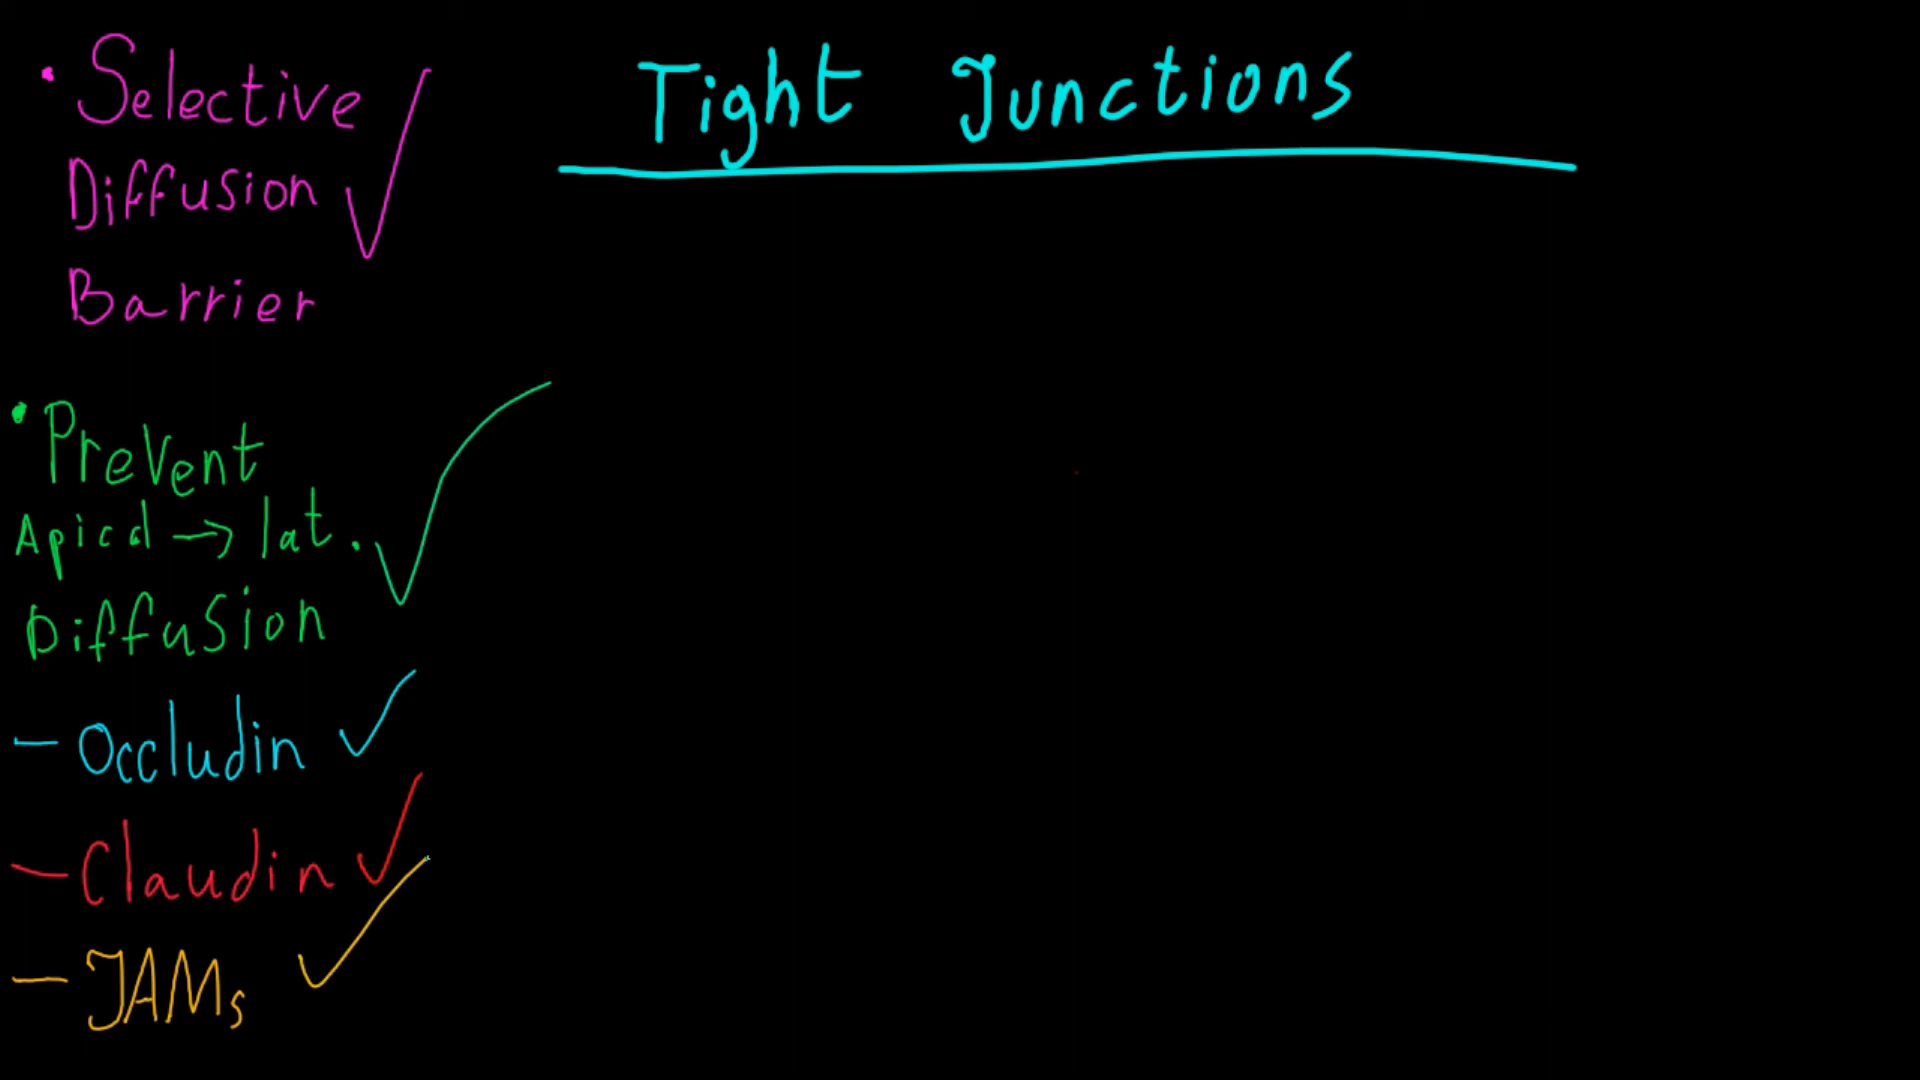 Tight Junctions
• Selective ✓
Diffusion
Barrier
• Prevent
Apical → lat. ✓
Diffusion
- Occludin ✓
- Claudin ✓
- JAMs ✓